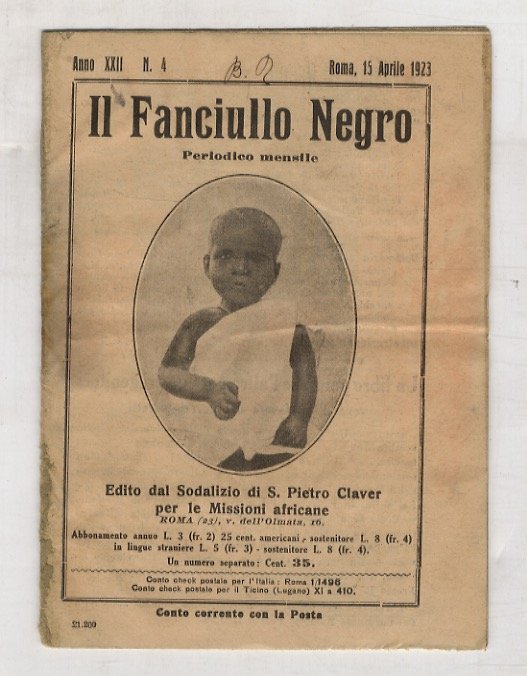 Anno XXII N. 4 Roma, 15 Aprile 1923
Il Fanciullo Negro
Periodico mensile
Edito dal Sodalizio di S. Pietro Claver
per le Missioni africane
ROMA (23), v. dell'Olmata, 16.
Abbonamento annuo L. 3 (fr. 2) 25 cent. americani - sostenitore L. 8 (fr. 4)
in lingue straniere L. 5 (fr. 3) - sostenitore L. 8 (fr. 4).
Un numero separato: Cent. 35.
Conto check postale per l'Italia: Roma 1/1496
Conto check postale per il Ticino (Lugano) XI a 410.
Conto corrente con la Posta
21.200